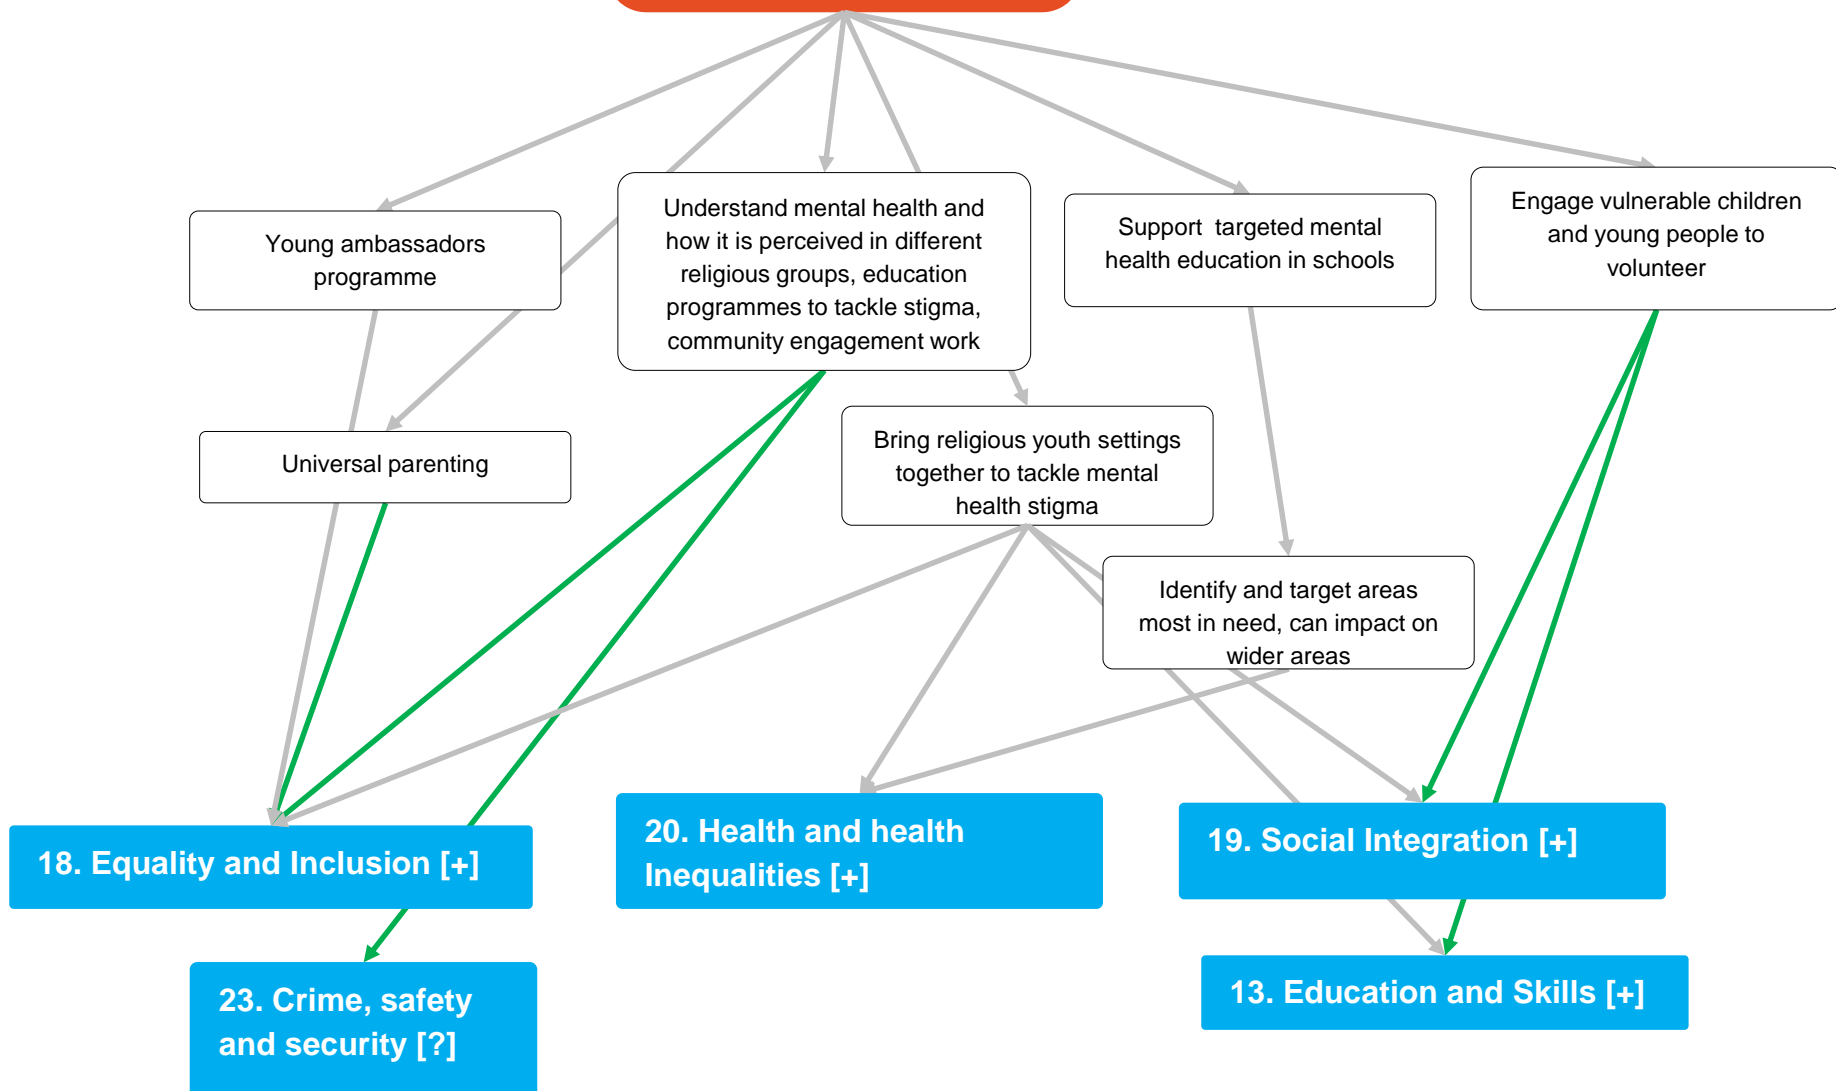 Young ambassadors
programme
Understand mental health and
how it is perceived in different
religious groups, education
programmes to tackle stigma,
community engagement work
Support  targeted mental
health education in schools
Engage vulnerable children
and young people to
volunteer
Universal parenting
Bring religious youth settings
together to tackle mental
health stigma
Identify and target areas
most in need, can impact on
wider areas
18. Equality and Inclusion [+]
20. Health and health
Inequalities [+]
19. Social Integration [+]
23. Crime, safety
and security [?]
13. Education and Skills [+]